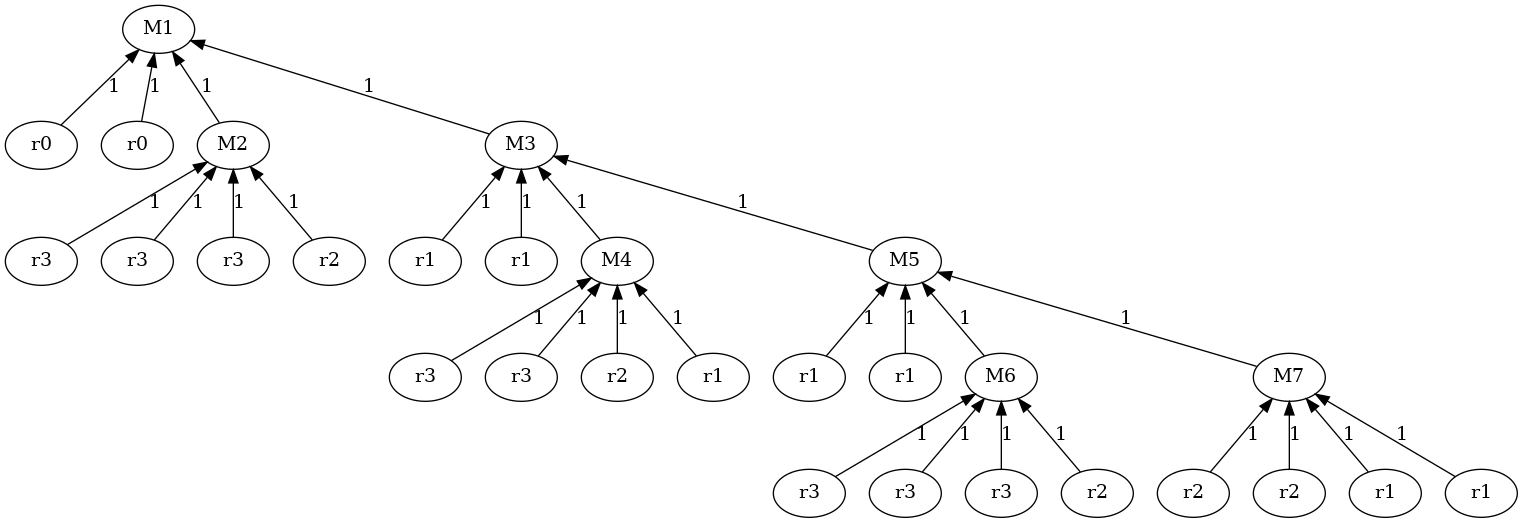 M1
1 1 1 1
r0 r0 M2 M3
1 1 1 1 1 1 1 1
r3 r3 r3 r2 r1 r1 M4 M5
1 1 1 1 1 1 1 1
r3 r3 r2 r1 r1 r1 M6 M7
1 1 1 1 1 1 1 1
r3 r3 r3 r2 r2 r2 r1 r1